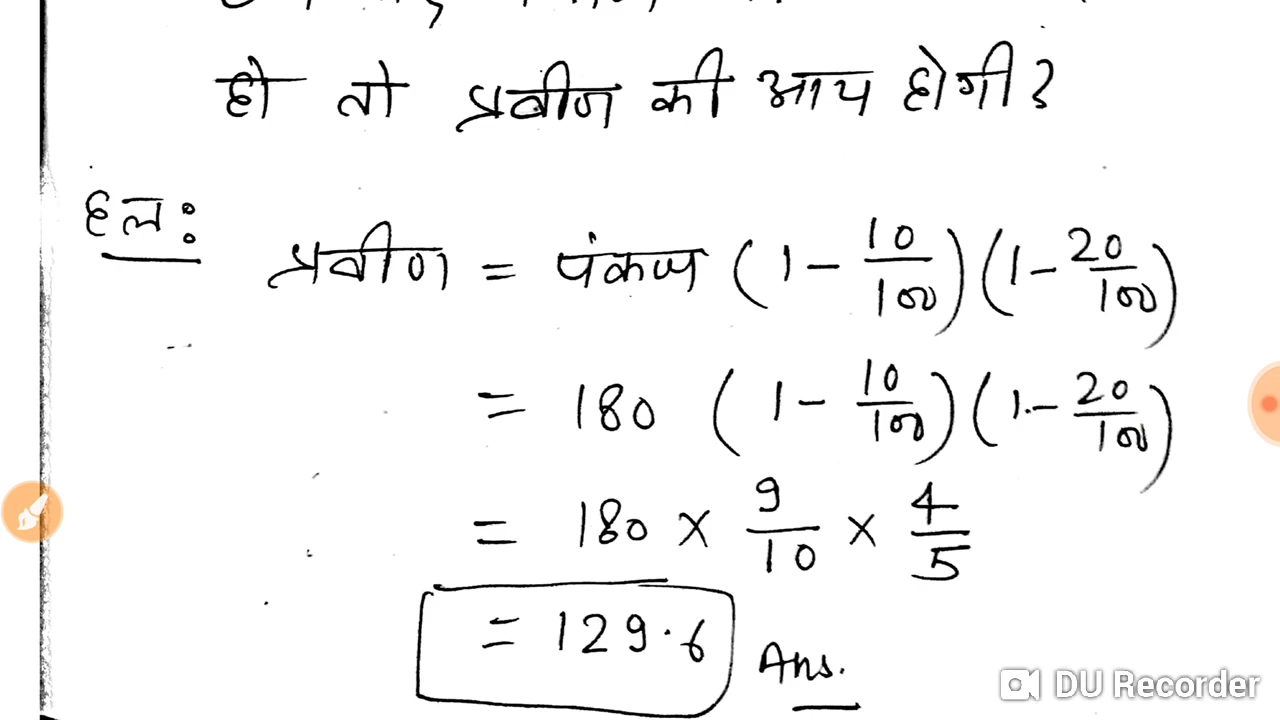 हो तो प्रवीण की आय होगी?
हल:
प्रवीण = पंकज (1 - 10/100)(1 - 20/100)
= 180 (1 - 10/100)(1 - 20/100)
= 180 × 9/10 × 4/5
= 129.6 Ans.
DU Recorder